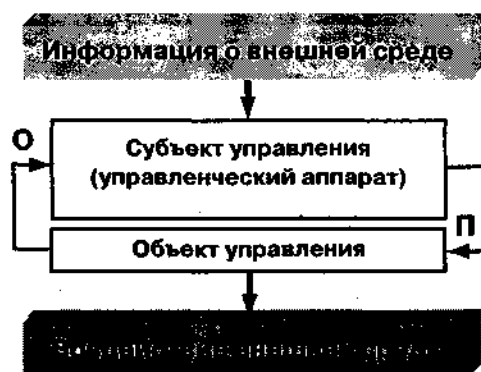 Информация о внешней среде
О
Субъект управления
(управленческий аппарат)
П
Объект управления